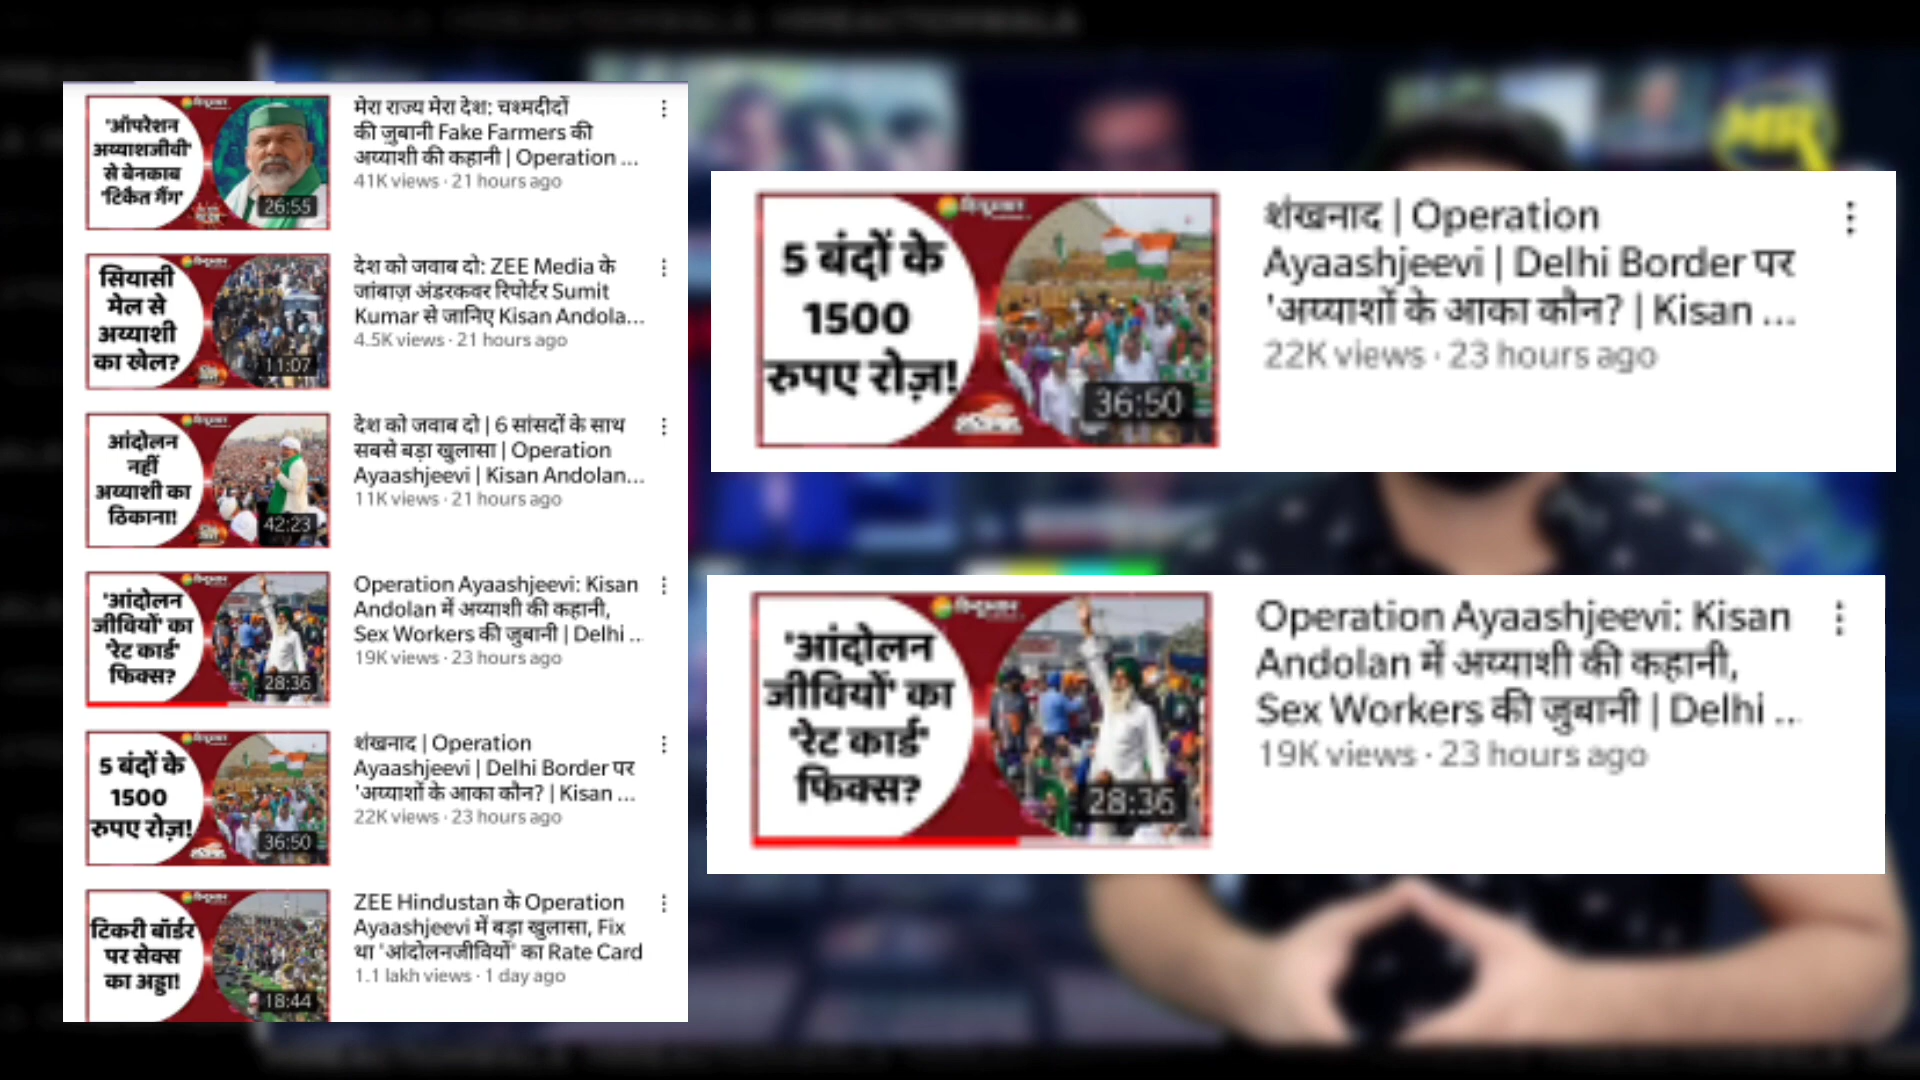 'ऑपरेशन
अय्याशजीवी'
से बेनकाब
'टिकैत गैंग'
26:55
मेरा राज्य मेरा देश: चश्मदीदों
की जुबानी Fake Farmers की
अय्याशी की कहानी | Operation ...
41K views · 21 hours ago
सियासी
मेल से
अय्याशी
का खेल?
11:07
देश को जवाब दो: ZEE Media के
जांबाज़ अंडरकवर रिपोर्टर Sumit
Kumar से जानिए Kisan Andola...
4.5K views · 21 hours ago
आंदोलन
नहीं
अय्याशी का
ठिकाना!
42:23
देश को जवाब दो | 6 सांसदों के साथ
सबसे बड़ा खुलासा | Operation
Ayaashjeevi | Kisan Andolan...
11K views · 21 hours ago
'आंदोलन
जीवियों' का
'रेट कार्ड'
फिक्स?
28:36
Operation Ayaashjeevi: Kisan
Andolan में अय्याशी की कहानी,
Sex Workers की जुबानी | Delhi ..
19K views · 23 hours ago
5 बंदों के
1500
रुपए रोज़!
36:50
शंखनाद | Operation
Ayaashjeevi | Delhi Border पर
'अय्याशों के आका कौन? | Kisan ...
22K views · 23 hours ago
टिकरी बॉर्डर
पर सेक्स
का अड्डा!
18:44
ZEE Hindustan के Operation
Ayaashjeevi में बड़ा खुलासा, Fix
था 'आंदोलनजीवियों' का Rate Card
1.1 lakh views · 1 day ago
हिन्दुस्तान
5 बंदों के
1500
रुपए रोज़!
36:50
शंखनाद | Operation
Ayaashjeevi | Delhi Border पर
'अय्याशों के आका कौन? | Kisan ...
22K views · 23 hours ago
हिन्दुस्तान
'आंदोलन
जीवियों' का
'रेट कार्ड'
फिक्स?
28:36
Operation Ayaashjeevi: Kisan
Andolan में अय्याशी की कहानी,
Sex Workers की जुबानी | Delhi ..
19K views · 23 hours ago